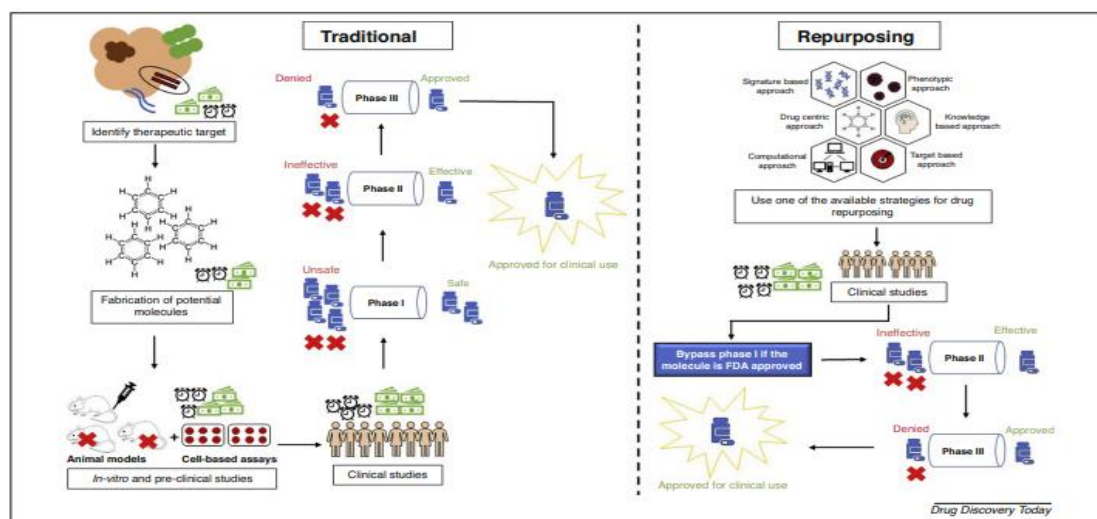 Traditional
Identify therapeutic target
H H H H H H
H H H H H H
H H H H H H
Fabrication of potential
molecules
Animal models
+
Cell-based assays
In-vitro and pre-clinical studies
Clinical studies
Unsafe
Phase I
Safe
Ineffective
Phase II
Effective
Denied
Phase III
Approved
Approved for clinical use
Repurposing
Signature based
approach
Phenotypic
approach
Drug centric
approach
Knowledge
based approach
Computational
approach
Target based
approach
Use one of the available strategies for drug
repurposing
Clinical studies
Bypass phase I if the
molecule is FDA approved
Ineffective
Phase II
Effective
Denied
Phase III
Approved
Approved for clinical use
Drug Discovery Today